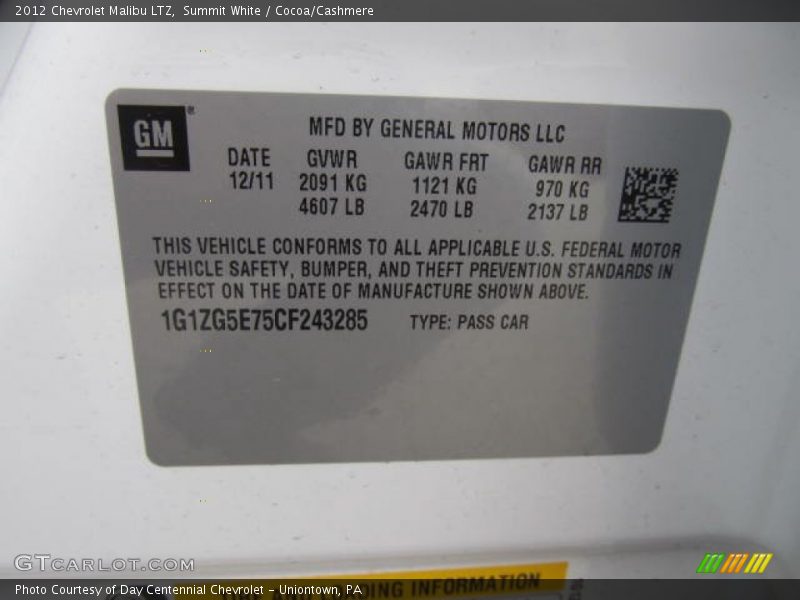 2012 Chevrolet Malibu LTZ, Summit White / Cocoa/Cashmere
GM®
MFD BY GENERAL MOTORS LLC
DATE GVWR GAWR FRT GAWR RR
12/11 2091 KG 1121 KG 970 KG
4607 LB 2470 LB 2137 LB
THIS VEHICLE CONFORMS TO ALL APPLICABLE U.S. FEDERAL MOTOR
VEHICLE SAFETY, BUMPER, AND THEFT PREVENTION STANDARDS IN
EFFECT ON THE DATE OF MANUFACTURE SHOWN ABOVE.
1G1ZG5E75CF243285 TYPE: PASS CAR
GTCARLOT.COM
AND LOADING INFORMATION
Photo Courtesy of Day Centennial Chevrolet - Uniontown, PA